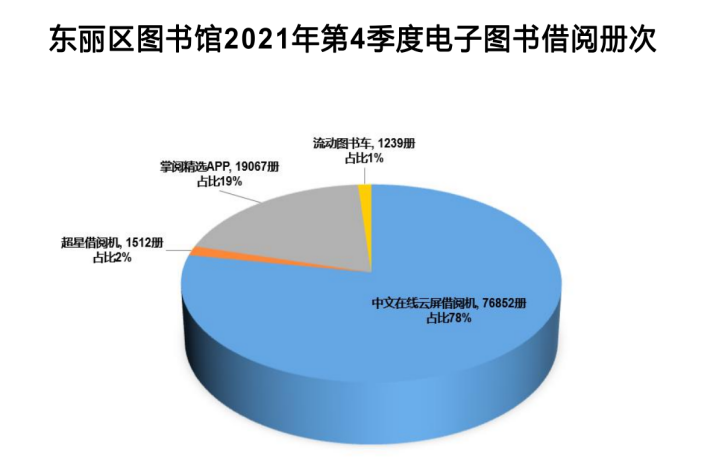 东丽区图书馆2021年第4季度电子图书借阅册次
流动图书车, 1239册
占比1%
掌阅精选APP, 19067册
占比19%
超星借阅机, 1512册
占比2%
中文在线云屏借阅机, 76852册
占比78%